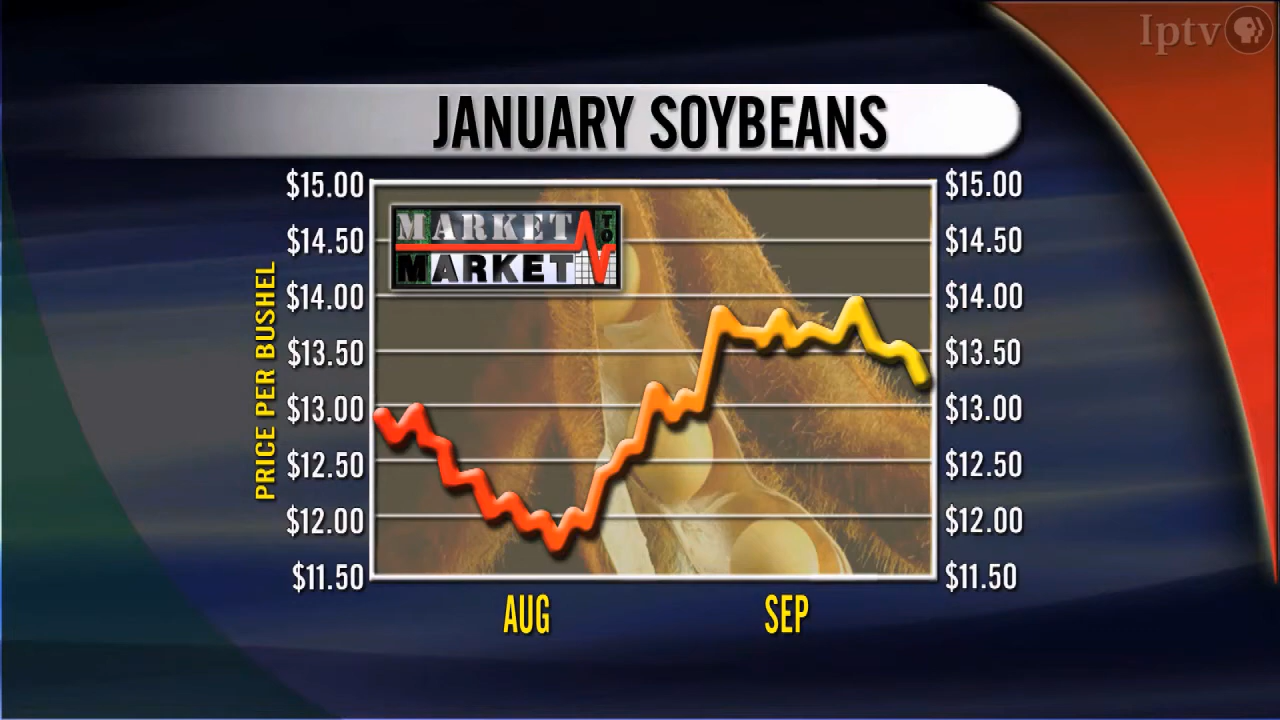 Iptv
JANUARY SOYBEANS
PRICE PER BUSHEL
$15.00 $15.00
MARKET TO
MARKET
$14.50 $14.50
$14.00 $14.00
$13.50 $13.50
$13.00 $13.00
$12.50 $12.50
$12.00 $12.00
$11.50 $11.50
AUG SEP